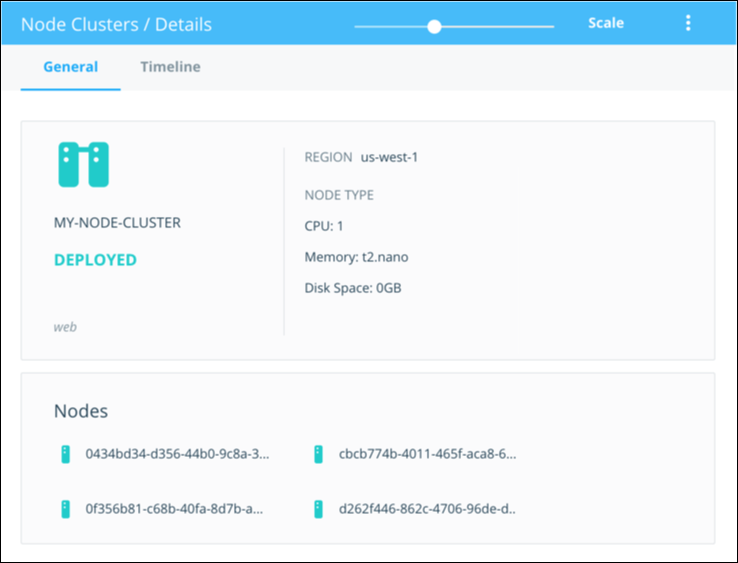 Node Clusters / Details
Scale
General
Timeline
MY-NODE-CLUSTER
DEPLOYED
web
REGION us-west-1
NODE TYPE
CPU: 1
Memory: t2.nano
Disk Space: 0GB
Nodes
0434bd34-d356-44b0-9c8a-3...
cbcb774b-4011-465f-aca8-6...
0f356b81-c68b-40fa-8d7b-a...
d262f446-862c-4706-96de-d..